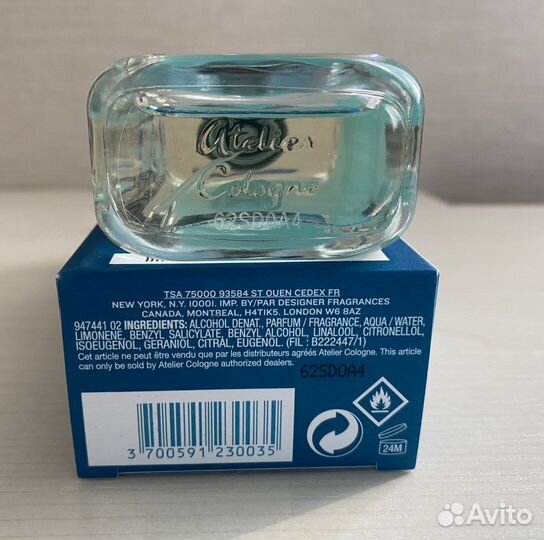 Atelier
Cologne
62SD0A4
TSA 75000 93584 ST OUEN CEDEX FR
NEW YORK, N.Y. 10001. IMP. BY/PAR DESIGNER FRAGRANCES
CANADA, MONTREAL, H4TIK5. LONDON W6 8AZ
947441 02 INGREDIENTS: ALCOHOL DENAT., PARFUM / FRAGRANCE, AQUA / WATER,
LIMONENE, BENZYL SALICYLATE, BENZYL ALCOHOL, LINALOOL, CITRONELLOL,
ISOEUGENOL, GERANIOL, CITRAL, EUGENOL. (FIL : B222447/1)
Cet article ne peut être vendu que par les distributeurs agréés Atelier Cologne. This article
can only be sold by Atelier Cologne authorized dealers.
62SD0A4
3 700591 230035
24M
Avito